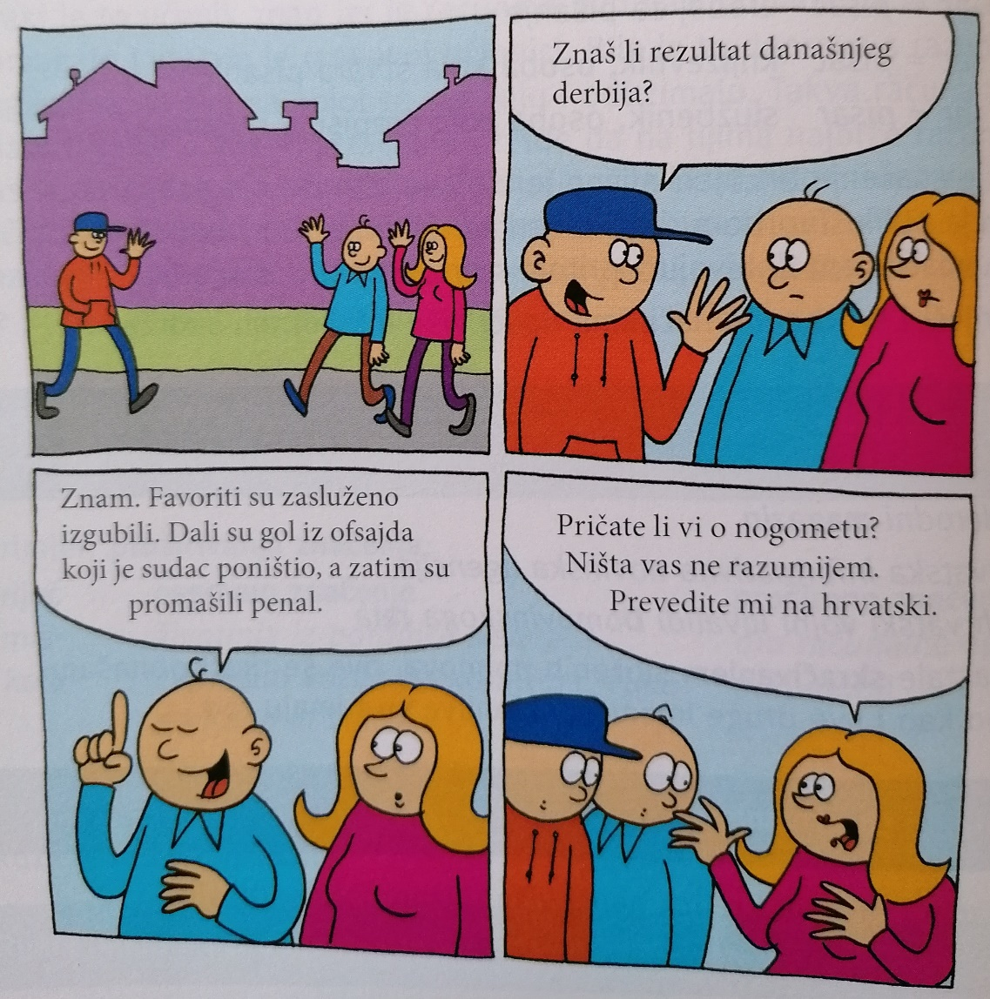 Znaš li rezultat današnjeg
derbija?
Znam. Favoriti su zasluženo
izgubili. Dali su gol iz ofsajda
koji je sudac poništio, a zatim su
promašili penal.
Pričate li vi o nogometu?
Ništa vas ne razumijem.
Prevedite mi na hrvatski.